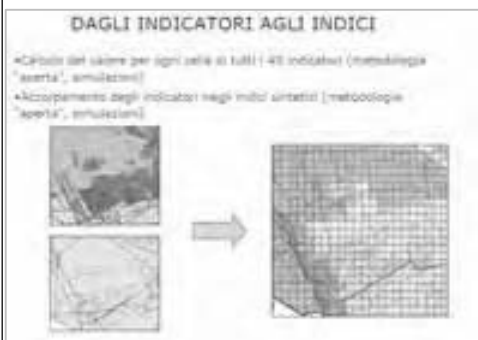 DAGLI INDICATORI AGLI INDICI
•Calcolo del valore per ogni cella di tutti i indicatori (metodologia
"aperta", simulazioni)
•Accorpamento degli indicatori negli indici sintetici (metodologia
"aperta", simulazioni)